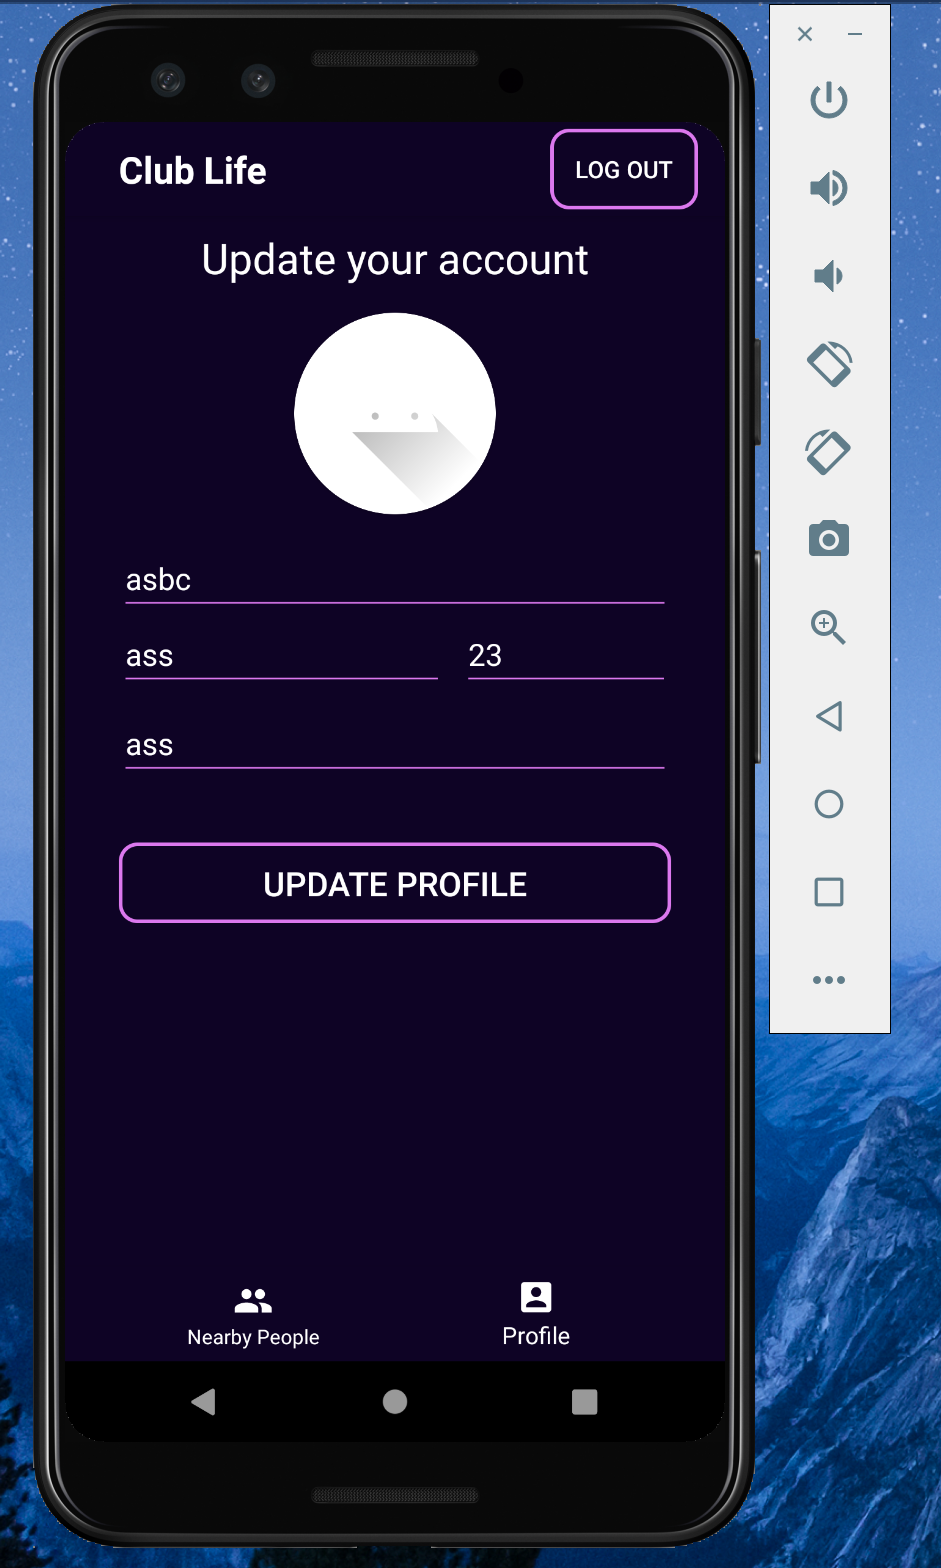 Club Life
LOG OUT
Update your account
asbc
ass
23
ass
UPDATE PROFILE
Nearby People
Profile